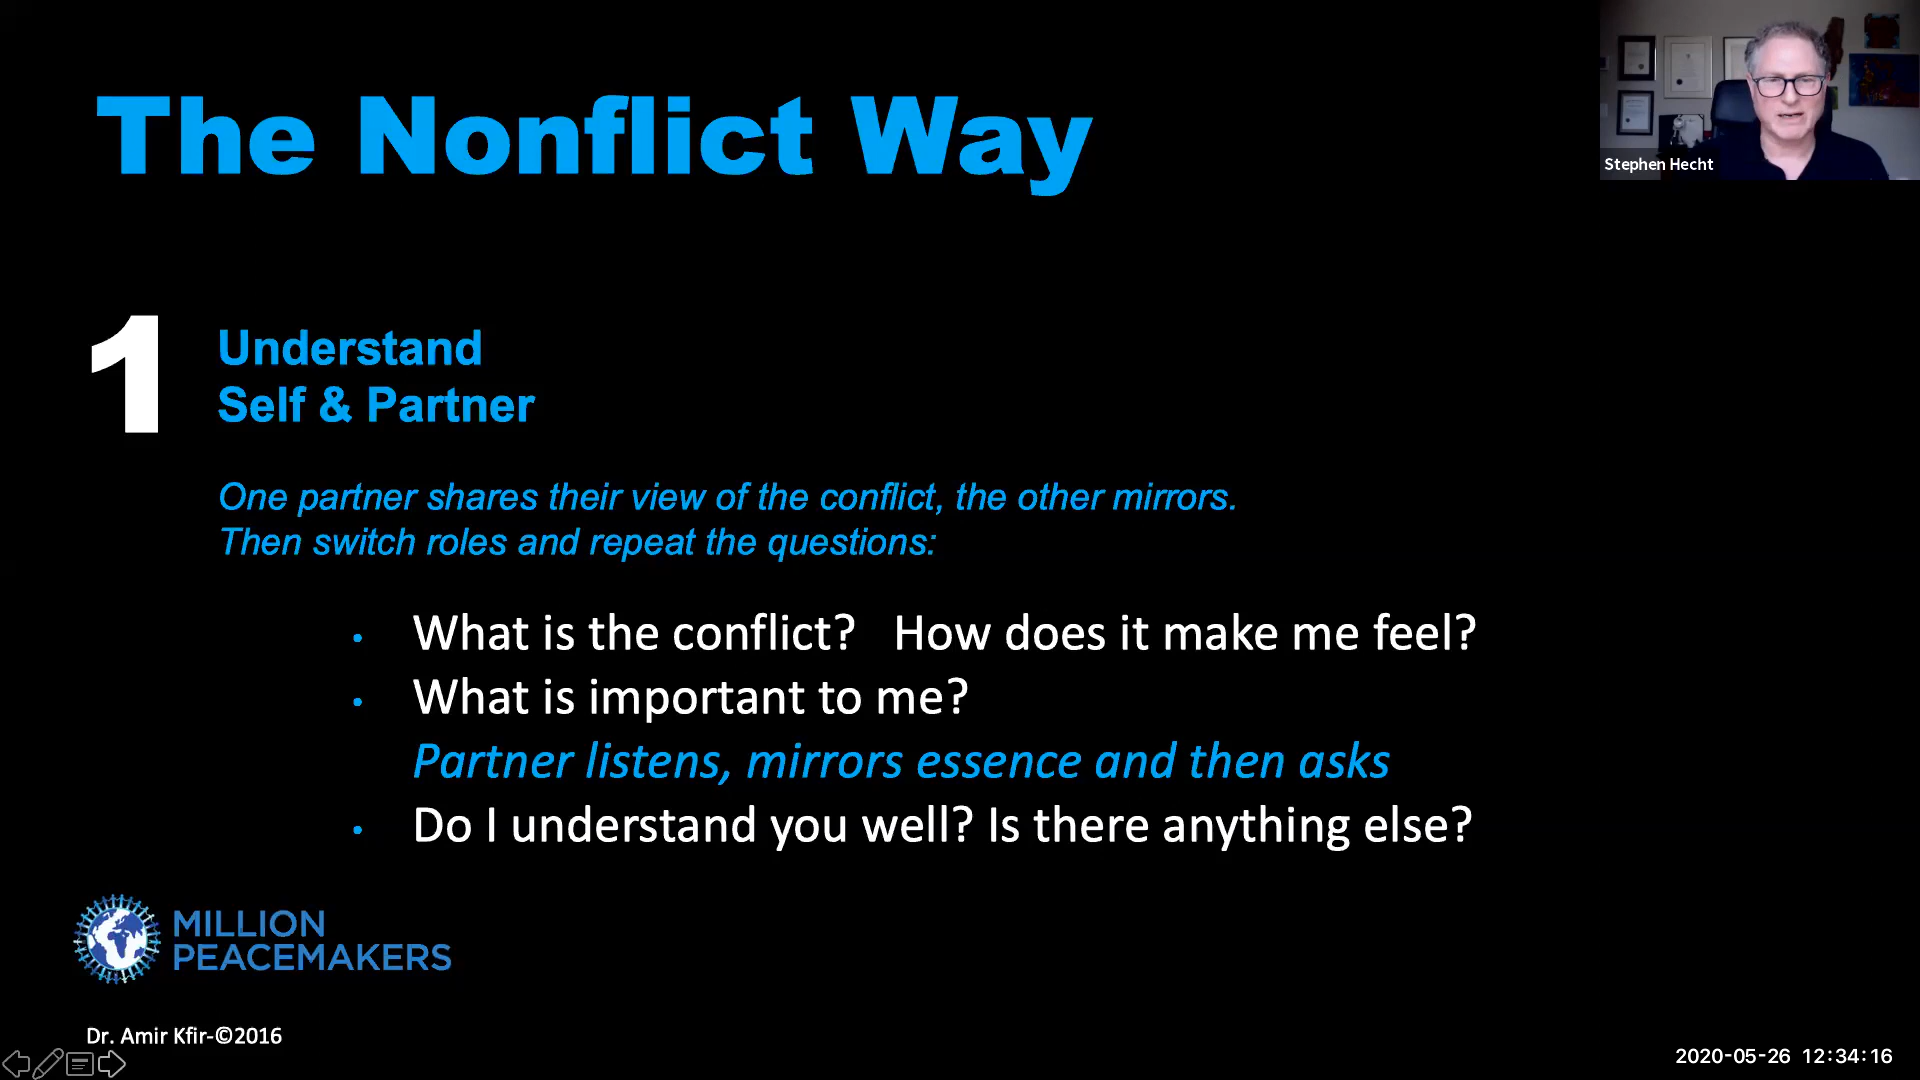 The Nonflict Way
Stephen Hecht
1
Understand
Self & Partner
One partner shares their view of the conflict, the other mirrors.
Then switch roles and repeat the questions:
• What is the conflict? How does it make me feel?
• What is important to me?
Partner listens, mirrors essence and then asks
• Do I understand you well? Is there anything else?
MILLION
PEACEMAKERS
Dr. Amir Kfir-©2016
2020-05-26 12:34:16